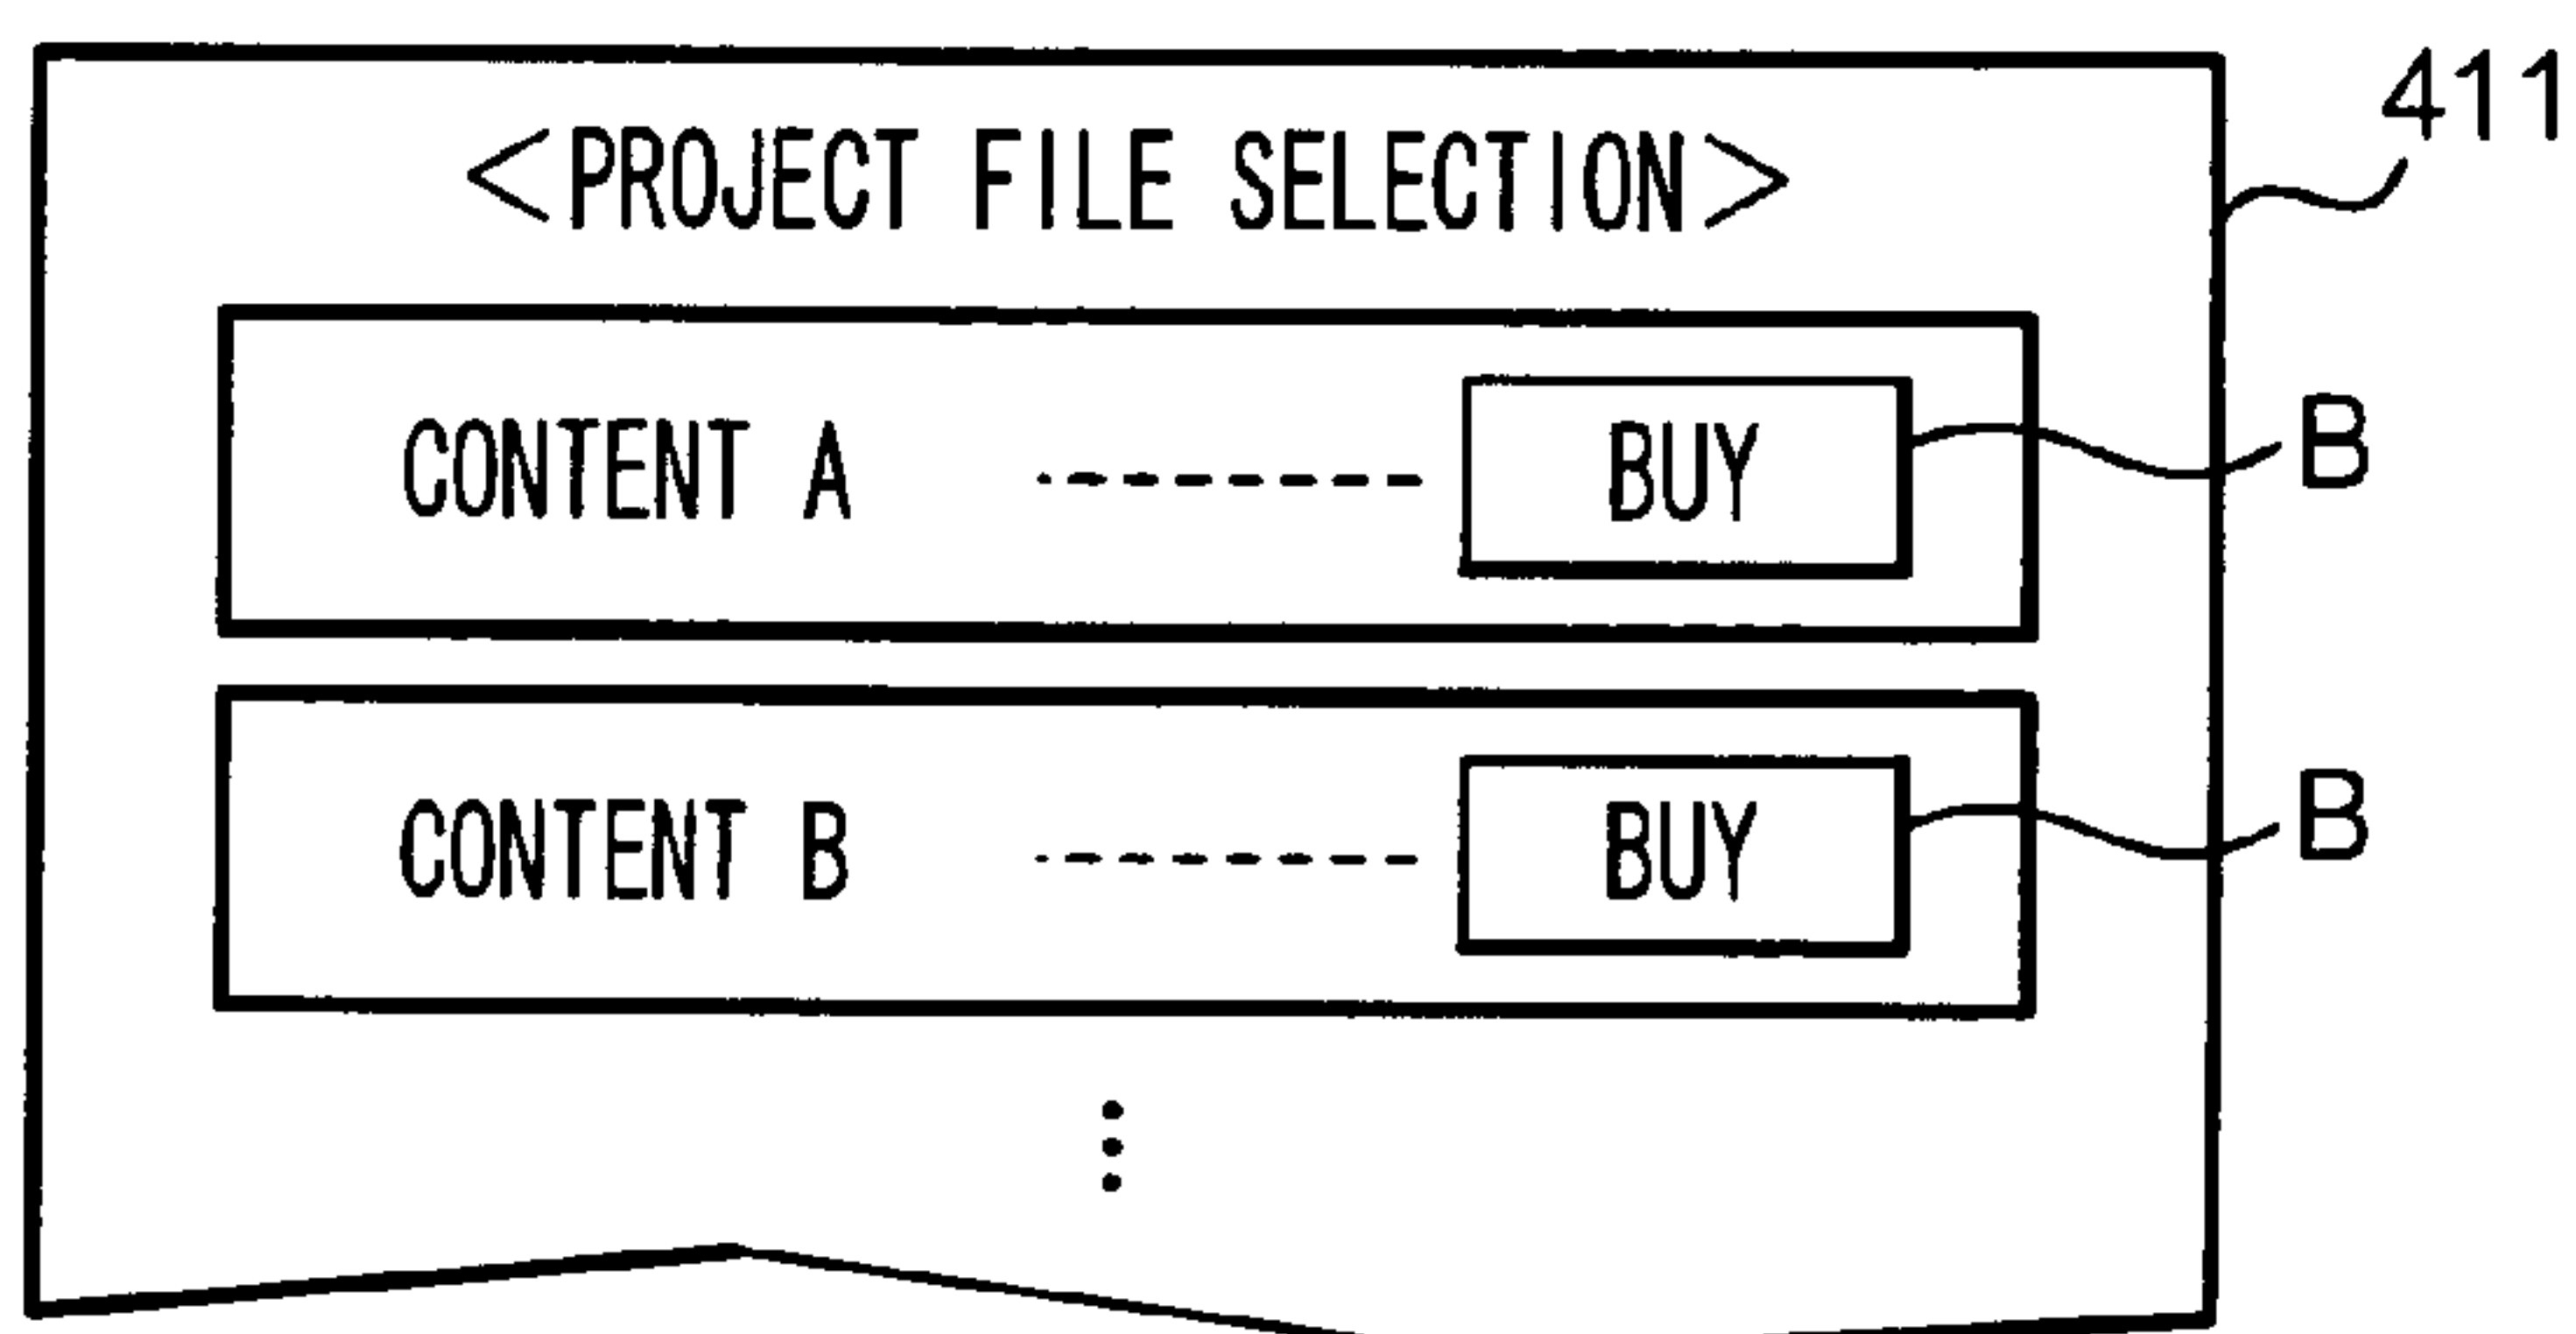 411
<PROJECT FILE SELECTION>
CONTENT A -------- BUY B
CONTENT B -------- BUY B